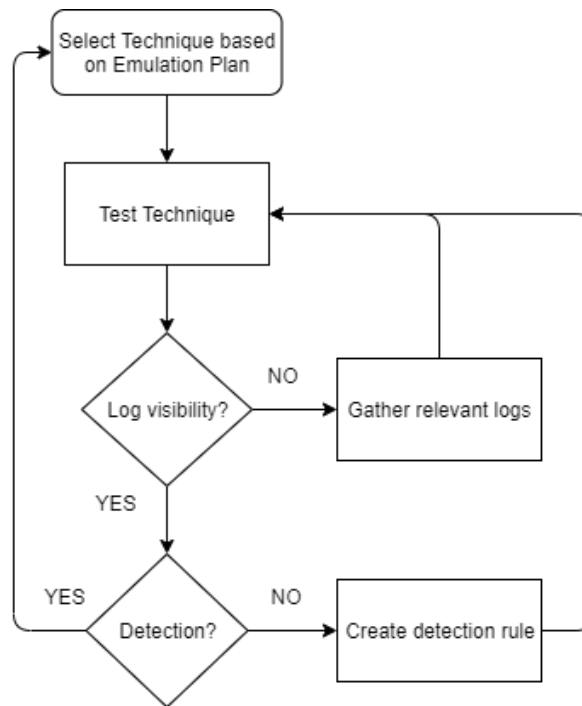 Select Technique based
on Emulation Plan
Test Technique
Log visibility?
NO
Gather relevant logs
YES
YES
Detection?
NO
Create detection rule